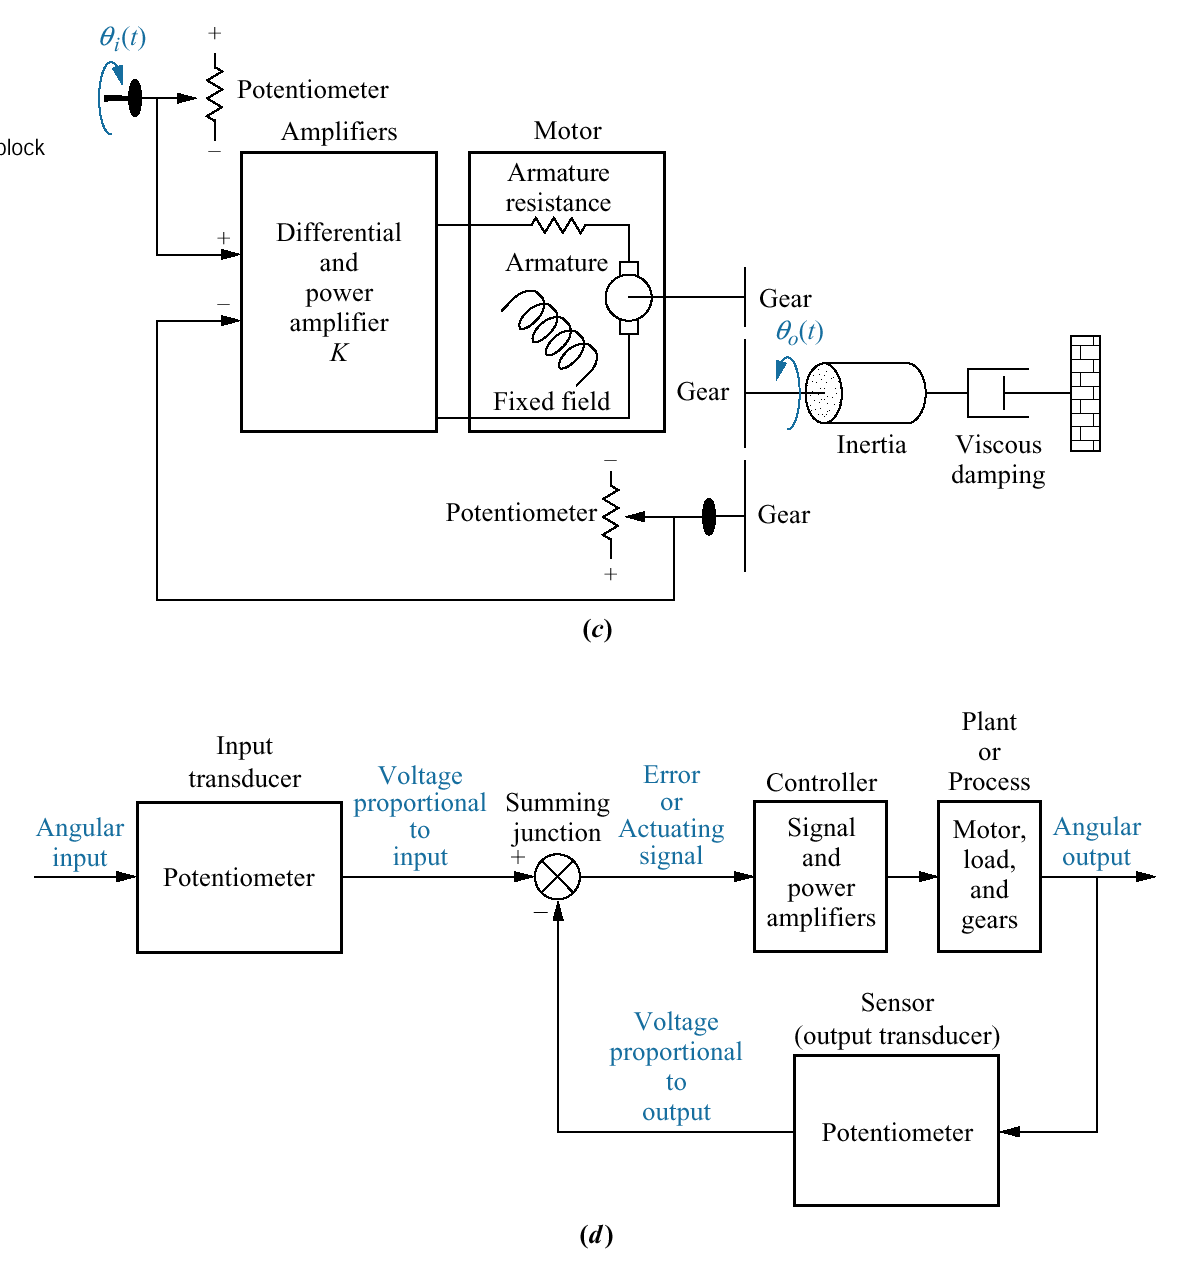 θi(t)
+
Potentiometer
−
block
Amplifiers
Motor
Differential
and
power
amplifier
K
+
−
Armature
resistance
Armature
Fixed field
Gear
θo(t)
Gear
Inertia
Viscous
damping
−
Potentiometer
+
Gear
(c)
Input
transducer
Angular
input
Potentiometer
Voltage
proportional
to
input
Summing
junction
+
−
Error
or
Actuating
signal
Controller
Signal
and
power
amplifiers
Plant
or
Process
Motor,
load,
and
gears
Angular
output
Sensor
(output transducer)
Potentiometer
Voltage
proportional
to
output
(d)